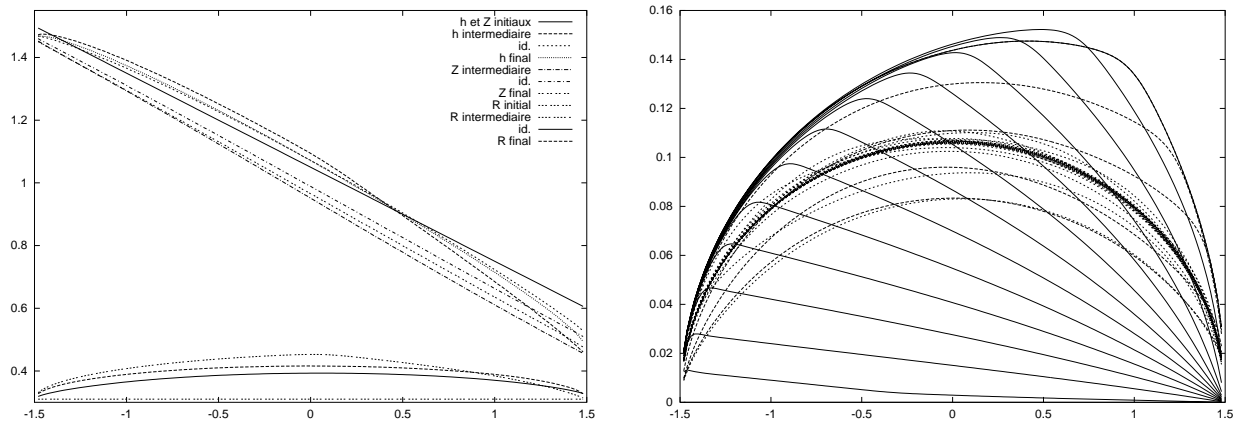 h et Z initiaux
h intermediaire
id.
h final
Z intermediaire
id.
Z final
R initial
R intermediaire
id.
R final
1.4
1.2
1
0.8
0.6
0.4
-1.5 -1 -0.5 0 0.5 1 1.5
0.16
0.14
0.12
0.1
0.08
0.06
0.04
0.02
0
-1.5 -1 -0.5 0 0.5 1 1.5